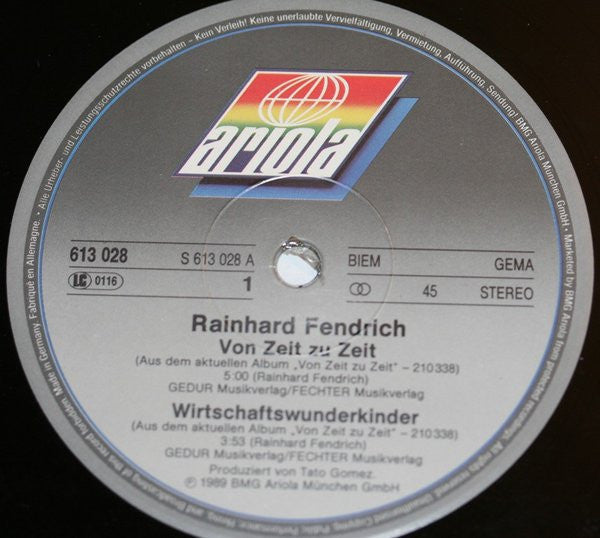 Alle Urheber- und Leistungsschutzrechte vorbehalten – Kein Verleih! Keine unerlaubte Vervielfältigung, Vermietung, Aufführung, Sendung! BMG Ariola München GmbH · Marketed by BMG Ariola
ariola
613 028
S 613 028 A
LC 0116
1
BIEM
GEMA
45
STEREO
Rainhard Fendrich
Von Zeit zu Zeit
(Aus dem aktuellen Album „Von Zeit zu Zeit" – 210338)
5:00 (Rainhard Fendrich)
GEDUR Musikverlag/FECHTER Musikverlag
Wirtschaftswunderkinder
(Aus dem aktuellen Album „Von Zeit zu Zeit" – 210338)
3:53 (Rainhard Fendrich)
GEDUR Musikverlag/FECHTER Musikverlag
Produziert von Tato Gomez.
℗ 1989 BMG Ariola München GmbH
Made in Germany. Fabriqué en Allemagne.